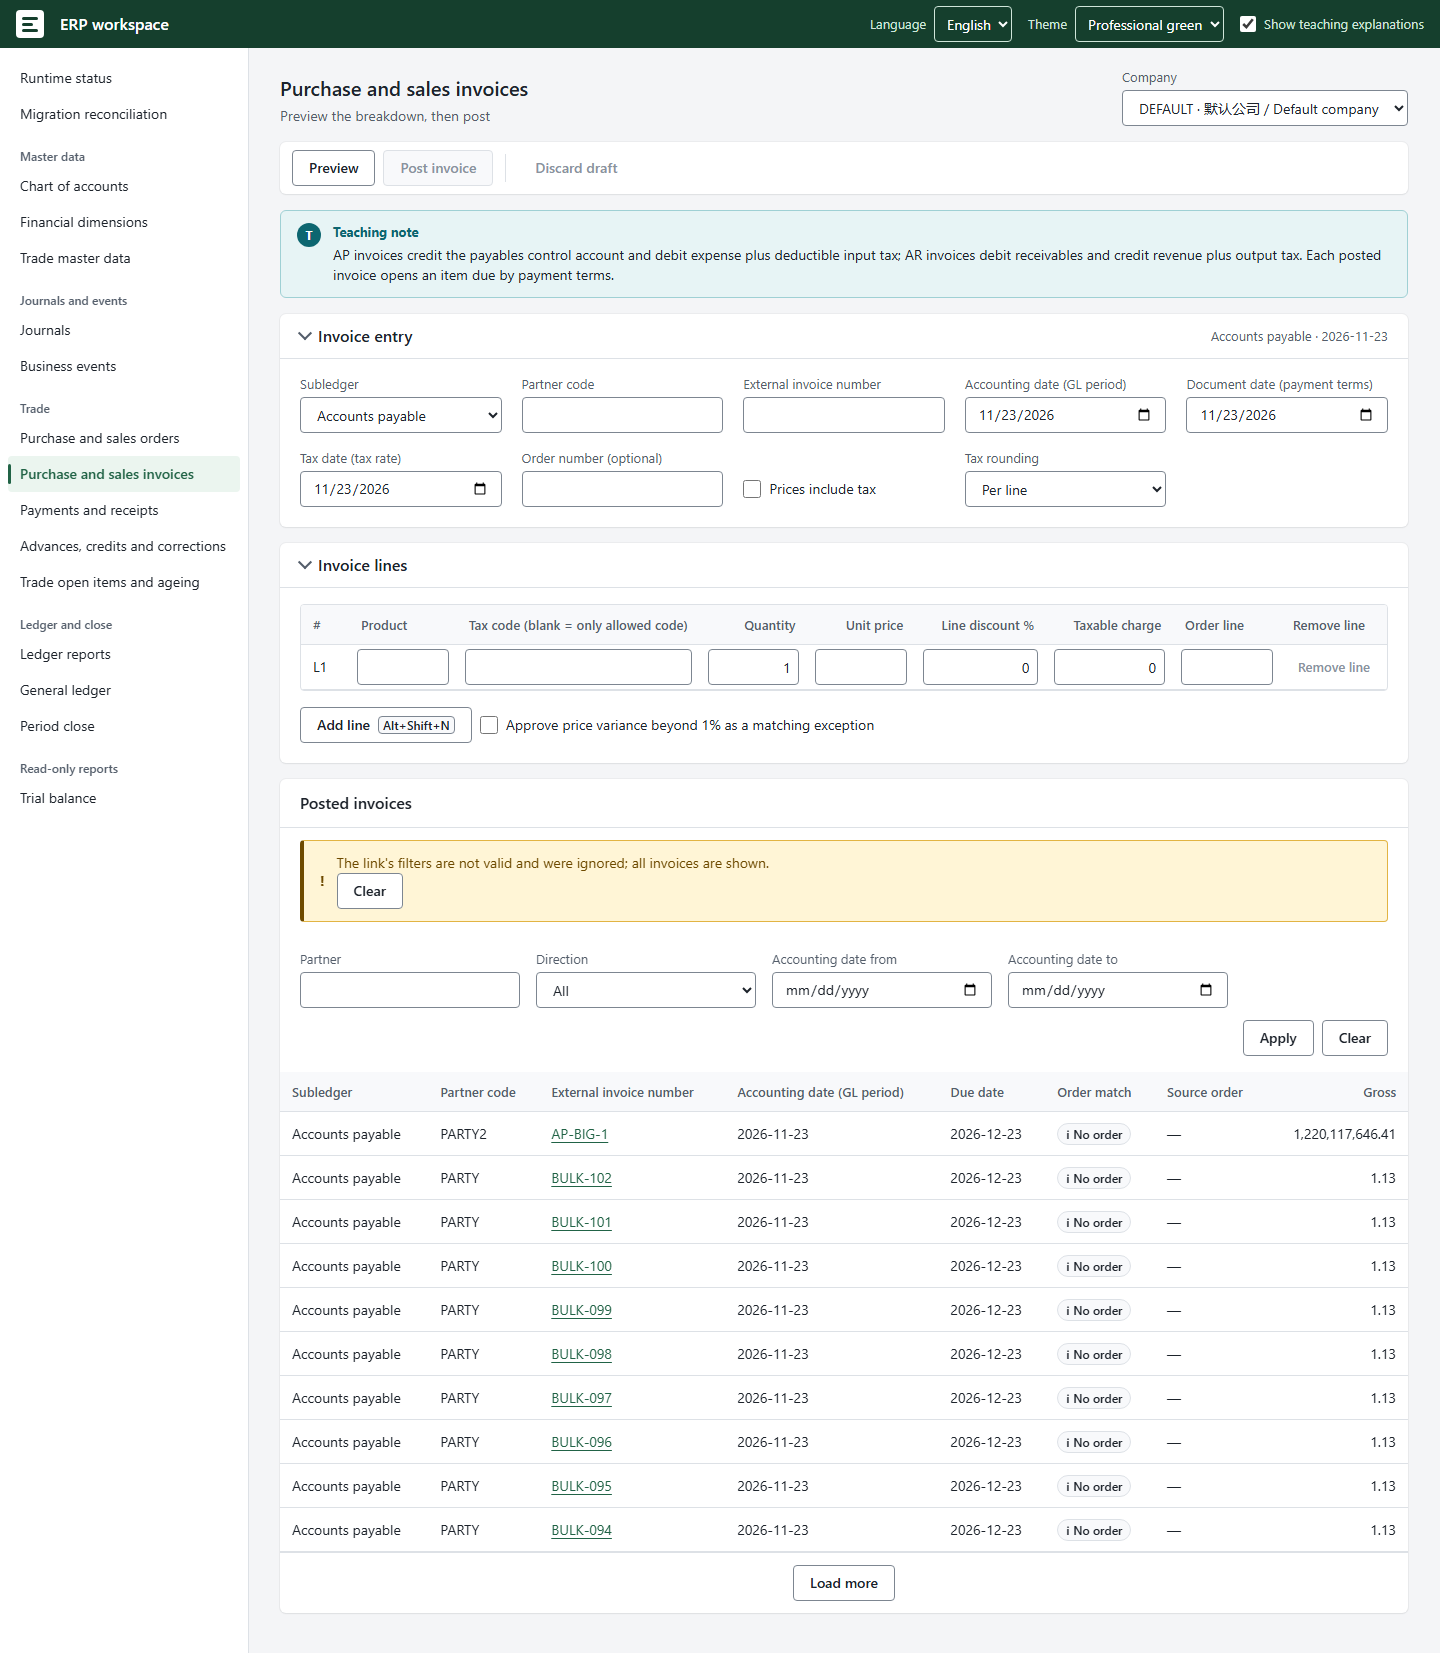 ERP workspace
Language English Theme Professional green Show teaching explanations
Runtime status
Migration reconciliation
Master data
Chart of accounts
Financial dimensions
Trade master data
Journals and events
Journals
Business events
Trade
Purchase and sales orders
Purchase and sales invoices
Payments and receipts
Advances, credits and corrections
Trade open items and ageing
Ledger and close
Ledger reports
General ledger
Period close
Read-only reports
Trial balance
Purchase and sales invoices
Preview the breakdown, then post
Company
DEFAULT · 默认公司 / Default company
Preview Post invoice Discard draft
T Teaching note
AP invoices credit the payables control account and debit expense plus deductible input tax; AR invoices debit receivables and credit revenue plus output tax. Each posted
invoice opens an item due by payment terms.
Invoice entry Accounts payable · 2026-11-23
Subledger Partner code External invoice number Accounting date (GL period) Document date (payment terms)
Accounts payable 11/23/2026 11/23/2026
Tax date (tax rate) Order number (optional) Tax rounding
11/23/2026 Prices include tax Per line
Invoice lines
# Product Tax code (blank = only allowed code) Quantity Unit price Line discount % Taxable charge Order line Remove line
L1 1 0 0 Remove line
Add line Alt+Shift+N Approve price variance beyond 1% as a matching exception
Posted invoices
! The link's filters are not valid and were ignored; all invoices are shown.
Clear
Partner Direction Accounting date from Accounting date to
All mm/dd/yyyy mm/dd/yyyy
Apply Clear
Subledger Partner code External invoice number Accounting date (GL period) Due date Order match Source order Gross
Accounts payable PARTY2 AP-BIG-1 2026-11-23 2026-12-23 i No order — 1,220,117,646.41
Accounts payable PARTY BULK-102 2026-11-23 2026-12-23 i No order — 1.13
Accounts payable PARTY BULK-101 2026-11-23 2026-12-23 i No order — 1.13
Accounts payable PARTY BULK-100 2026-11-23 2026-12-23 i No order — 1.13
Accounts payable PARTY BULK-099 2026-11-23 2026-12-23 i No order — 1.13
Accounts payable PARTY BULK-098 2026-11-23 2026-12-23 i No order — 1.13
Accounts payable PARTY BULK-097 2026-11-23 2026-12-23 i No order — 1.13
Accounts payable PARTY BULK-096 2026-11-23 2026-12-23 i No order — 1.13
Accounts payable PARTY BULK-095 2026-11-23 2026-12-23 i No order — 1.13
Accounts payable PARTY BULK-094 2026-11-23 2026-12-23 i No order — 1.13
Load more